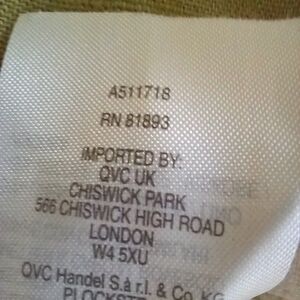 A511718
RN 81893
IMPORTED BY:
QVC UK
CHISWICK PARK
566 CHISWICK HIGH ROAD
LONDON
W4 5XU
QVC Handel S.à r.l. & Co. KG
PLOCKSTR